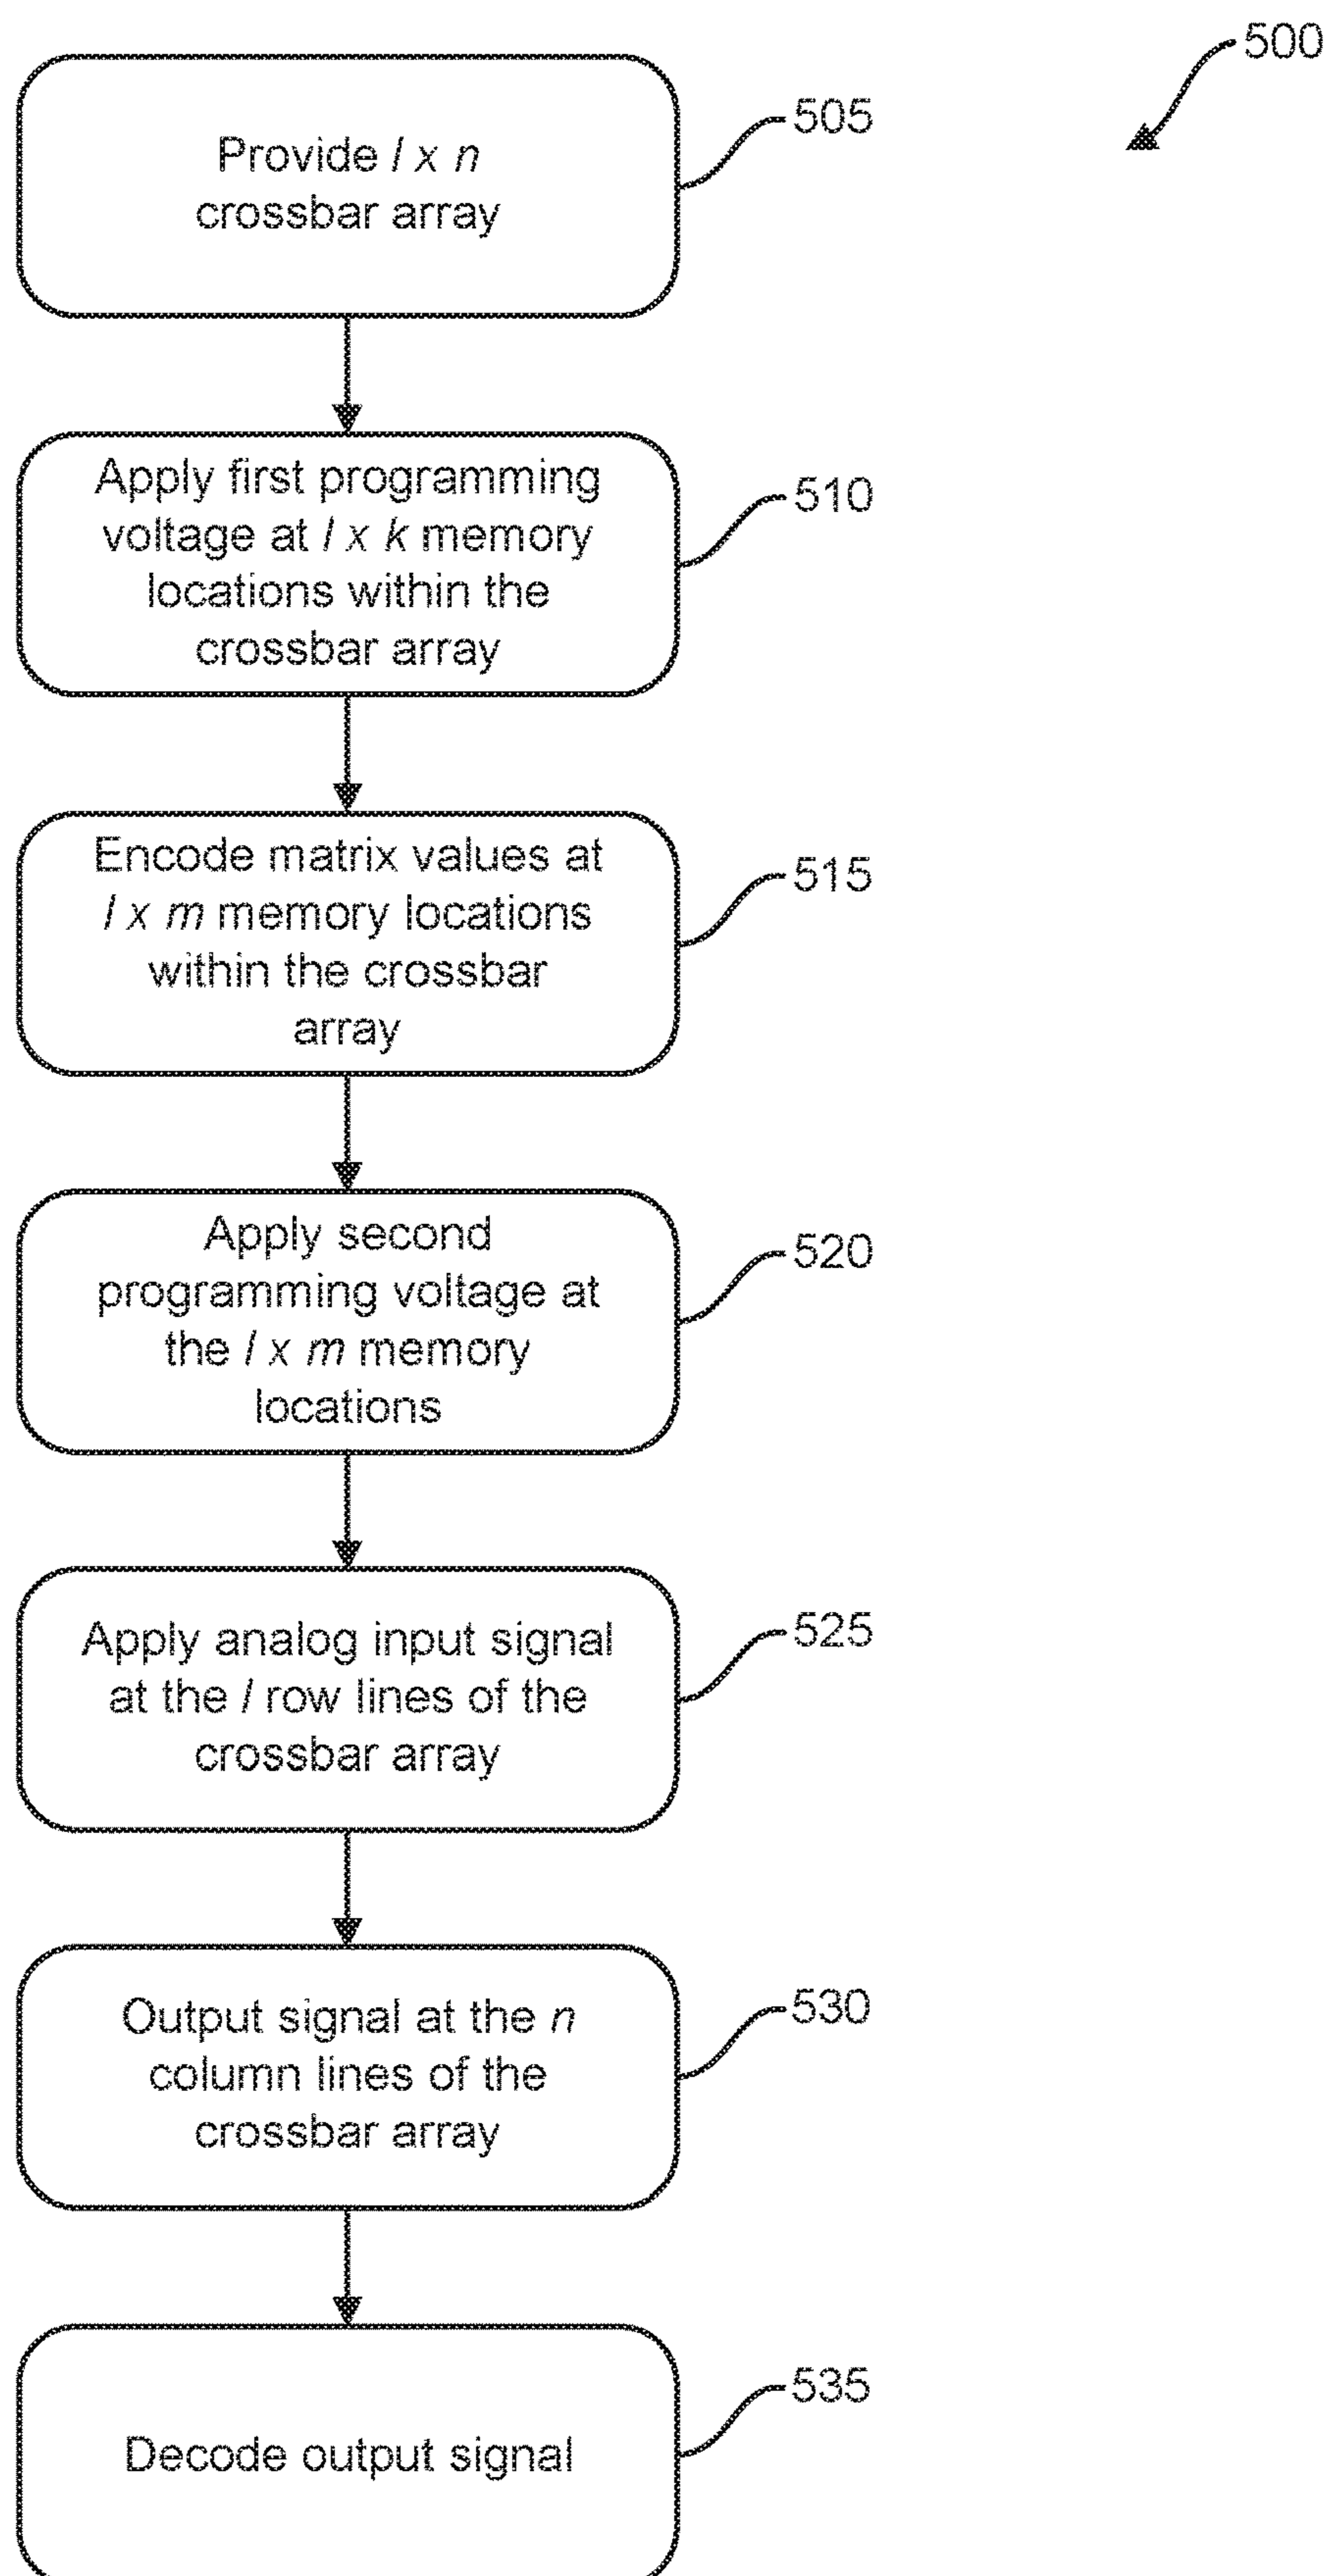 500
Provide l x n
crossbar array
505
Apply first programming
voltage at l x k memory
locations within the
crossbar array
510
Encode matrix values at
l x m memory locations
within the crossbar
array
515
Apply second
programming voltage at
the l x m memory
locations
520
Apply analog input signal
at the l row lines of the
crossbar array
525
Output signal at the n
column lines of the
crossbar array
530
Decode output signal
535